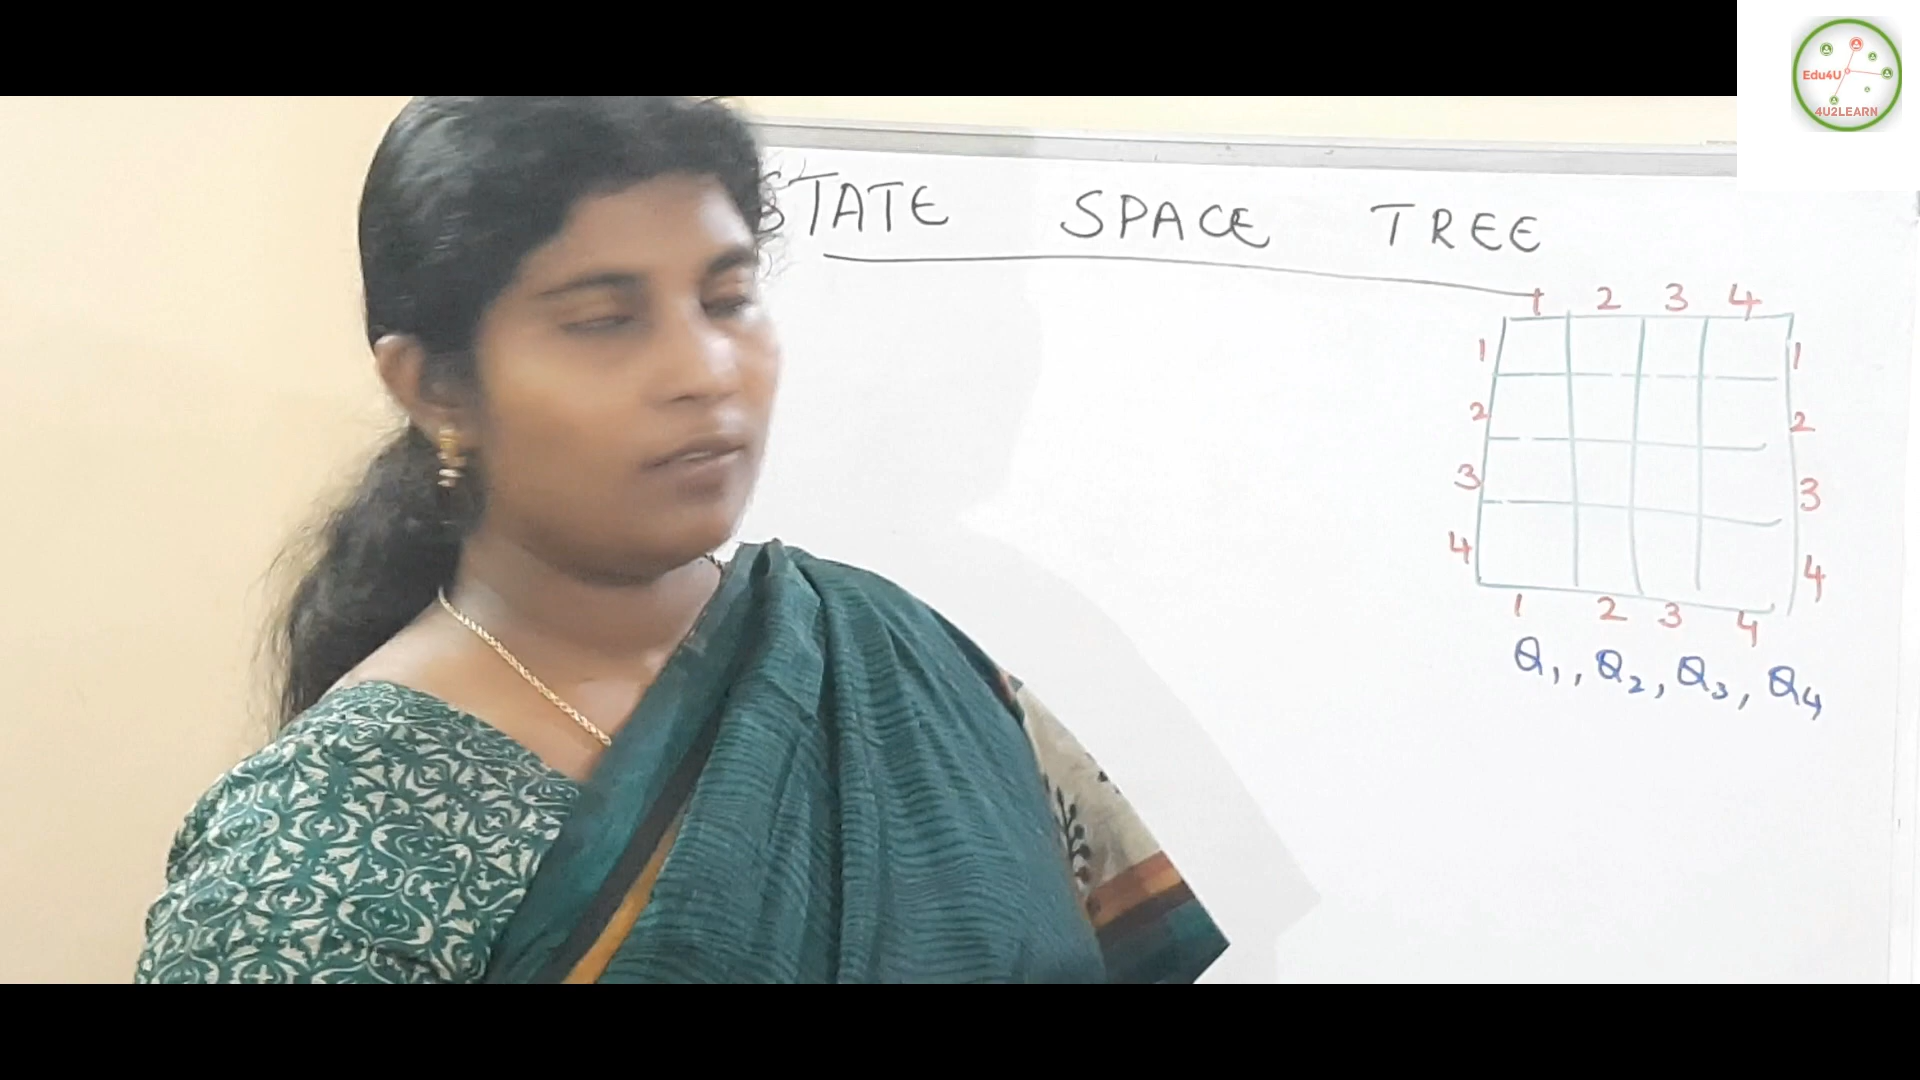 Edu4U
4U2LEARN
STATE SPACE TREE
1 2 3 4
1 1
2 2
3 3
4 4
1 2 3 4
Q1, , Q2, Q3, Q4